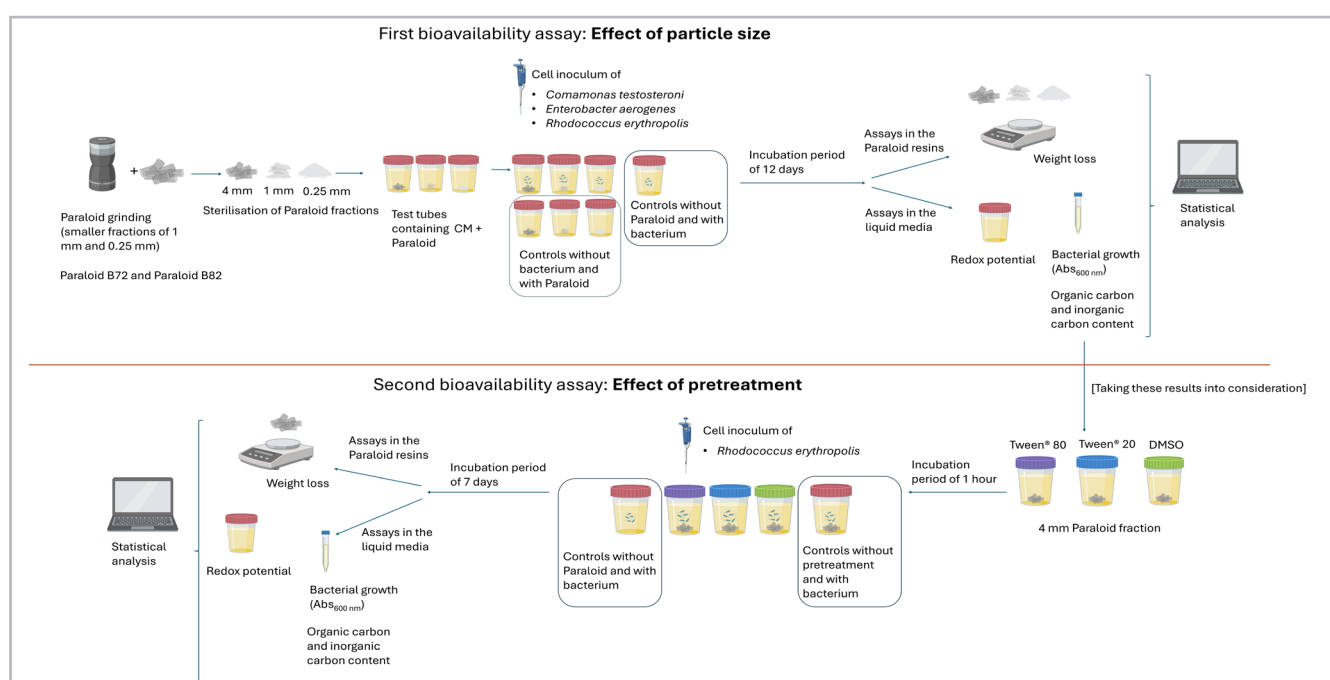 First bioavailability assay: Effect of particle size
Cell inoculum of
• Comamonas testosteroni
• Enterobacter aerogenes
• Rhodococcus erythropolis
+
4 mm 1 mm 0.25 mm
Sterilisation of Paraloid fractions
Paraloid grinding
(smaller fractions of 1
mm and 0.25 mm)
Paraloid B72 and Paraloid B82
Test tubes
containing CM +
Paraloid
Controls without
bacterium and
with Paraloid
Controls without
Paraloid and with
bacterium
Incubation period
of 12 days
Assays in the
Paraloid resins
Weight loss
Assays in the
liquid media
Redox potential
Bacterial growth
(Abs600 nm)
Organic carbon
and inorganic
carbon content
Statistical
analysis
Second bioavailability assay: Effect of pretreatment
[Taking these results into consideration]
Tween® 80 Tween® 20 DMSO
4 mm Paraloid fraction
Incubation
period of 1 hour
Cell inoculum of
• Rhodococcus erythropolis
Controls without
Paraloid and with
bacterium
Controls without
pretreatment
and with
bacterium
Incubation period
of 7 days
Assays in the
Paraloid resins
Weight loss
Assays in the
liquid media
Redox potential
Bacterial growth
(Abs600 nm)
Organic carbon
and inorganic
carbon content
Statistical
analysis